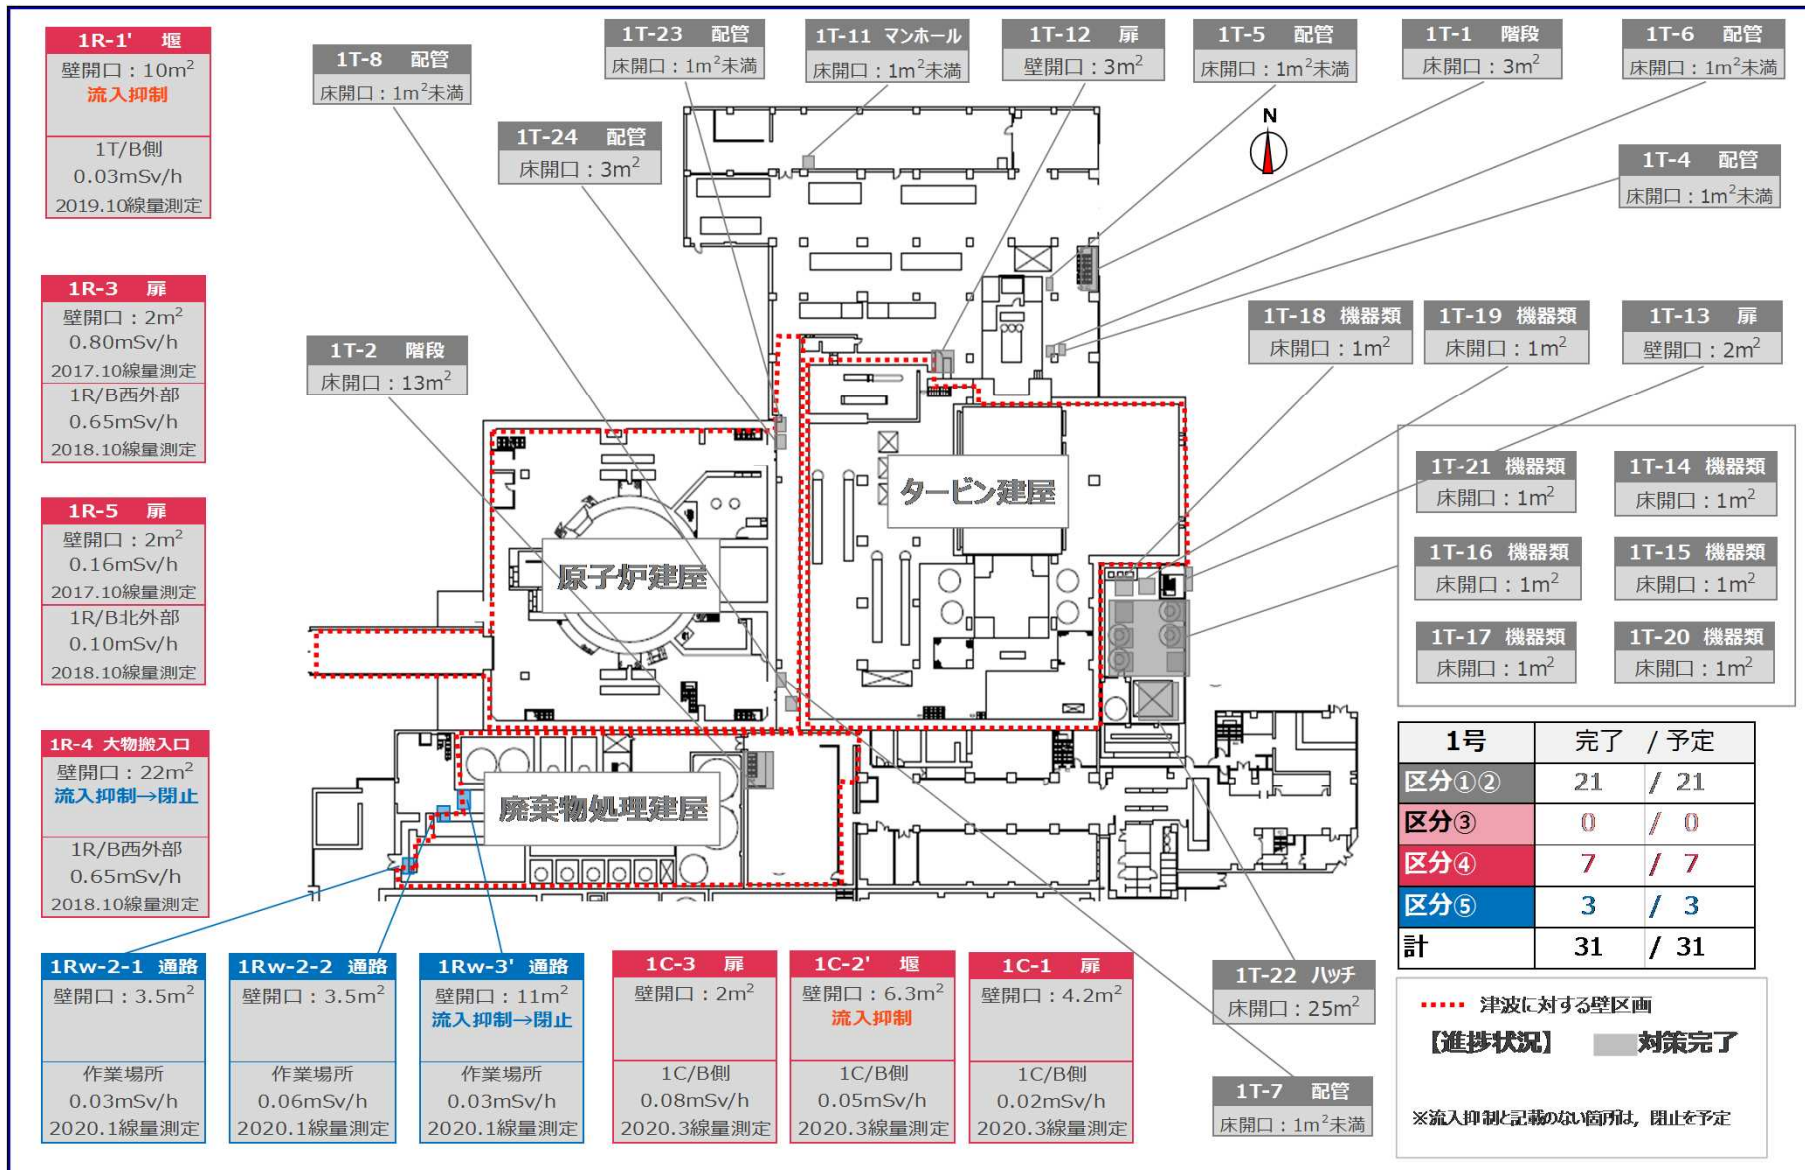 1R-1' 堰
壁開口：10m²
流入抑制
1T/B側
0.03mSv/h
2019.10線量測定
1T-8 配管
床開口：1m²未満
1T-23 配管
床開口：1m²未満
1T-11 マンホール
床開口：1m²未満
1T-12 扉
壁開口：3m²
1T-5 配管
床開口：1m²未満
1T-1 階段
床開口：3m²
1T-6 配管
床開口：1m²未満
1T-24 配管
床開口：3m²
N
1T-4 配管
床開口：1m²未満
1R-3 扉
壁開口：2m²
0.80mSv/h
2017.10線量測定
1R/B西外部
0.65mSv/h
2018.10線量測定
1T-2 階段
床開口：13m²
1T-18 機器類
床開口：1m²
1T-19 機器類
床開口：1m²
1T-13 扉
壁開口：2m²
1T-21 機器類
床開口：1m²
1T-14 機器類
床開口：1m²
1T-16 機器類
床開口：1m²
1T-15 機器類
床開口：1m²
1T-17 機器類
床開口：1m²
1T-20 機器類
床開口：1m²
タービン建屋
原子炉建屋
廃棄物処理建屋
1R-5 扉
壁開口：2m²
0.16mSv/h
2017.10線量測定
1R/B北外部
0.10mSv/h
2018.10線量測定
1R-4 大物搬入口
壁開口：22m²
流入抑制→閉止
1R/B西外部
0.65mSv/h
2018.10線量測定
1号 完了 / 予定
区分①② 21 / 21
区分③ 0 / 0
区分④ 7 / 7
区分⑤ 3 / 3
計 31 / 31
1Rw-2-1 通路
壁開口：3.5m²
作業場所
0.03mSv/h
2020.1線量測定
1Rw-2-2 通路
壁開口：3.5m²
作業場所
0.06mSv/h
2020.1線量測定
1Rw-3' 通路
壁開口：11m²
流入抑制→閉止
作業場所
0.03mSv/h
2020.1線量測定
1C-3 扉
壁開口：2m²
1C/B側
0.08mSv/h
2020.3線量測定
1C-2' 堰
壁開口：6.3m²
流入抑制
1C/B側
0.05mSv/h
2020.3線量測定
1C-1 扉
壁開口：4.2m²
1C/B側
0.02mSv/h
2020.3線量測定
1T-22 ハッチ
床開口：25m²
1T-7 配管
床開口：1m²未満
津波に対する壁区画
【進捗状況】 対策完了
※流入抑制と記載のない箇所は，閉止を予定